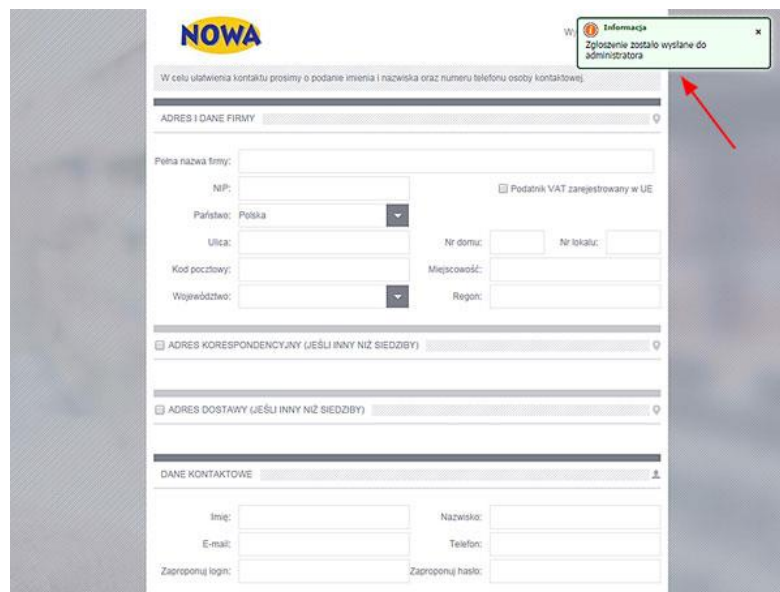 NOWA
Informacja
×
Zgłoszenie zostało wysłane do
administratora
W celu ułatwienia kontaktu prosimy o podanie imienia i nazwiska oraz numeru telefonu osoby kontaktowej.
ADRES I DANE FIRMY
Pełna nazwa firmy:
NIP: Podatnik VAT zarejestrowany w UE
Państwo: Polska
Ulica: Nr domu: Nr lokalu:
Kod pocztowy: Miejscowość:
Województwo: Regon:
ADRES KORESPONDENCYJNY (JEŚLI INNY NIŻ SIEDZIBY)
ADRES DOSTAWY (JEŚLI INNY NIŻ SIEDZIBY)
DANE KONTAKTOWE
Imię: Nazwisko:
E-mail: Telefon:
Zaproponuj login: Zaproponuj hasło: